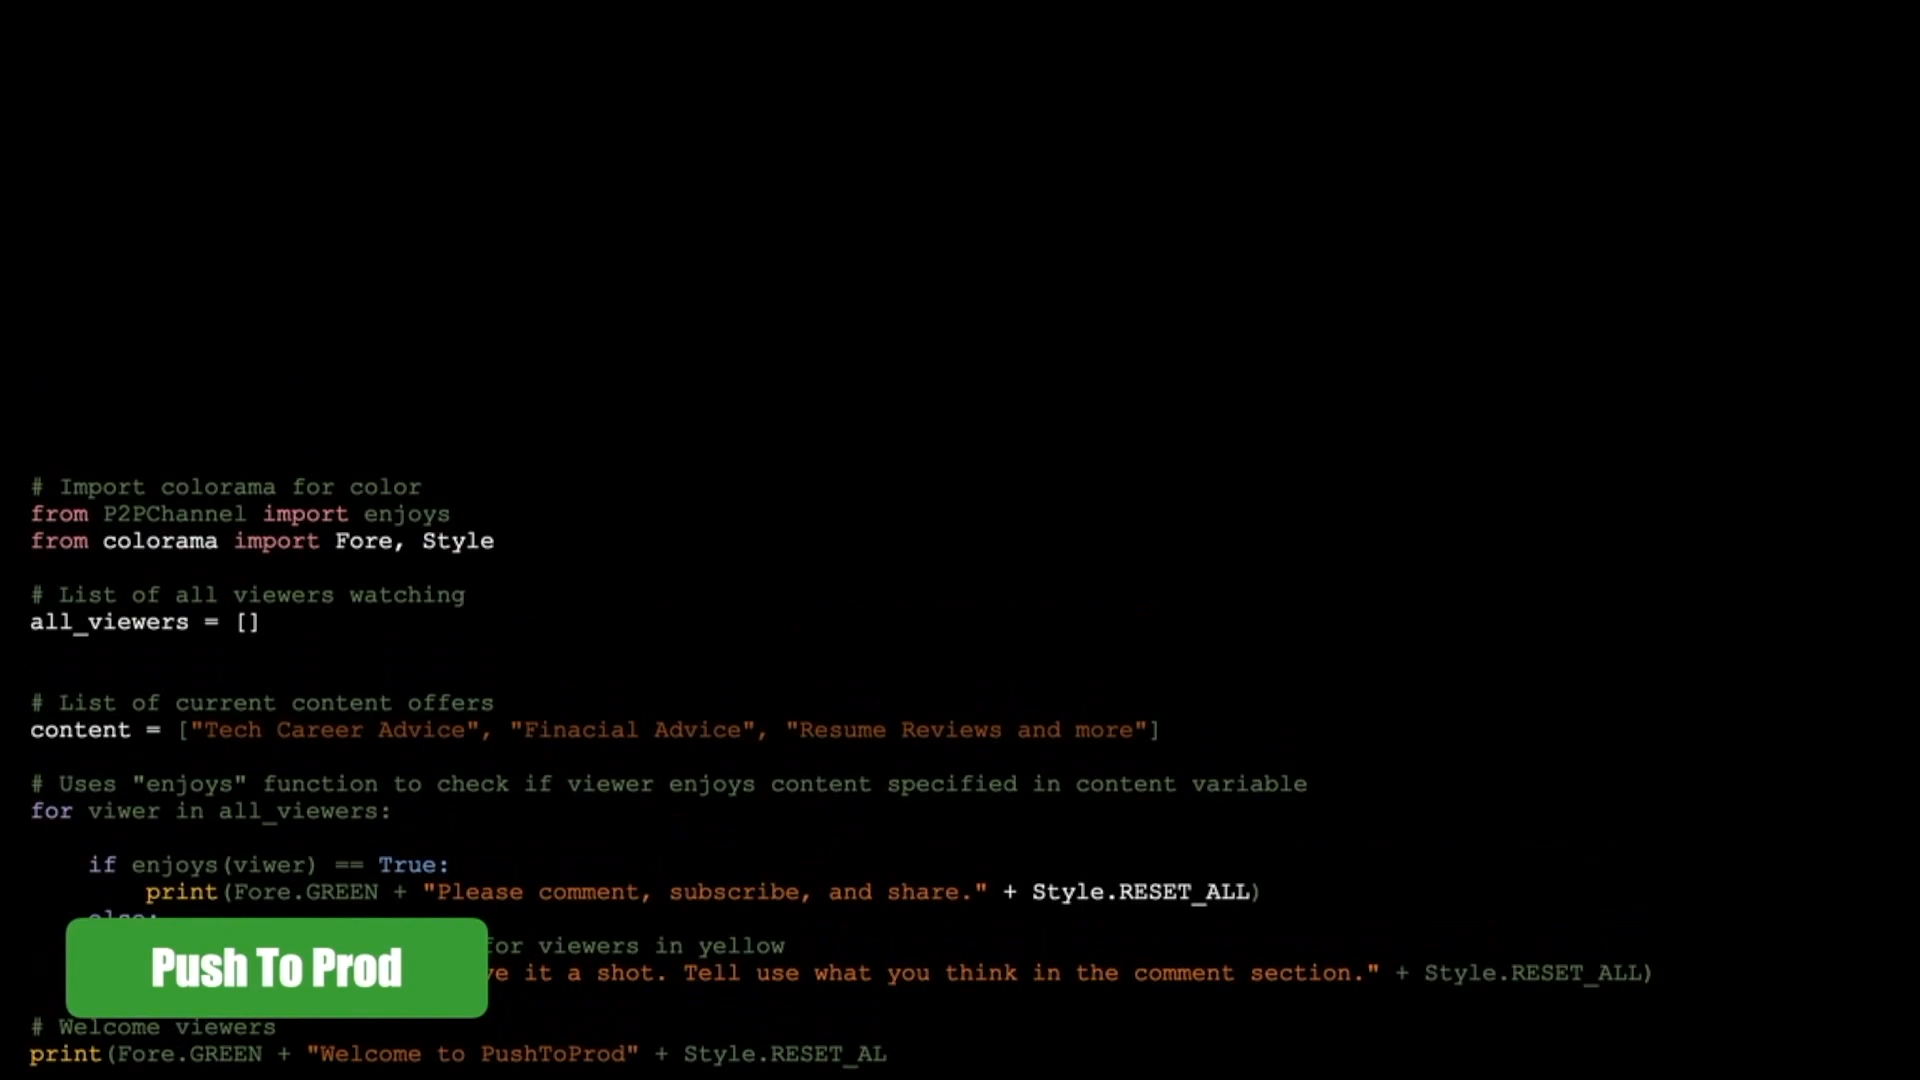 # Import colorama for color
from P2PChannel import enjoys
from colorama import Fore, Style
# List of all viewers watching
all_viewers = []
# List of current content offers
content = ["Tech Career Advice", "Finacial Advice", "Resume Reviews and more"]
# Uses "enjoys" function to check if viewer enjoys content specified in content variable
for viwer in all_viewers:
if enjoys(viwer) == True:
print(Fore.GREEN + "Please comment, subscribe, and share." + Style.RESET_ALL)
else:
for viewers in yellow
Push To Prod
it a shot. Tell use what you think in the comment section." + Style.RESET_ALL)
# Welcome viewers
print(Fore.GREEN + "Welcome to PushToProd" + Style.RESET_AL